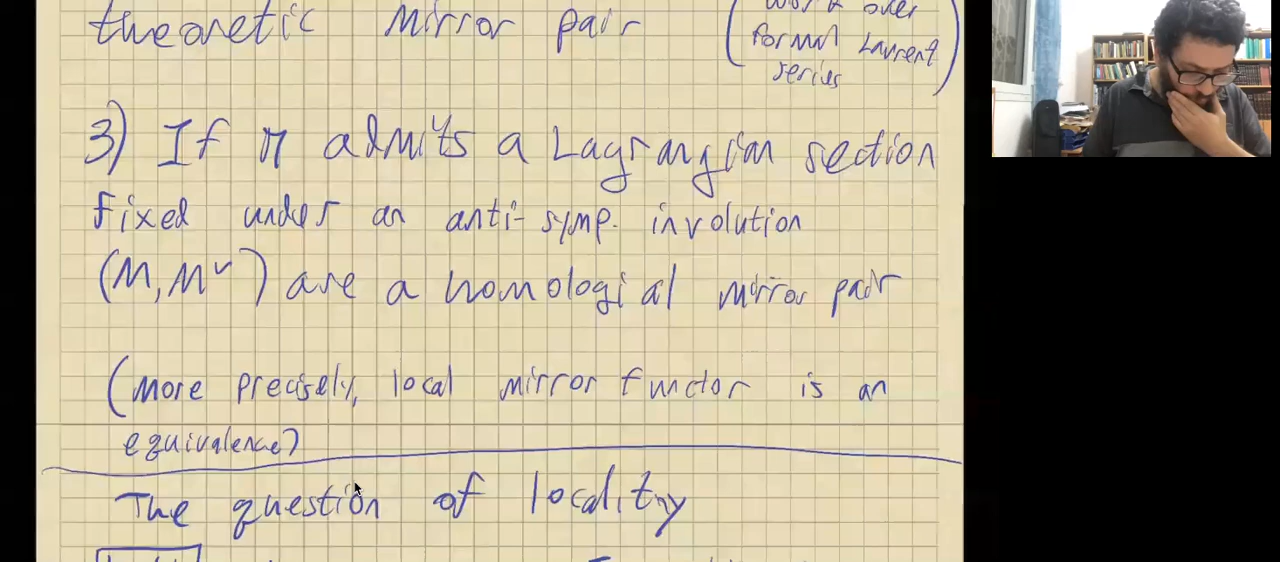 theoretic mirror pair
(work over
formal Laurent
series)
3) If π admits a Lagrangian section
fixed under an anti-symp. involution
(M, M^∨) are a homological mirror pair
(more precisely, local mirror functor is an
equivalence)
The question of locality